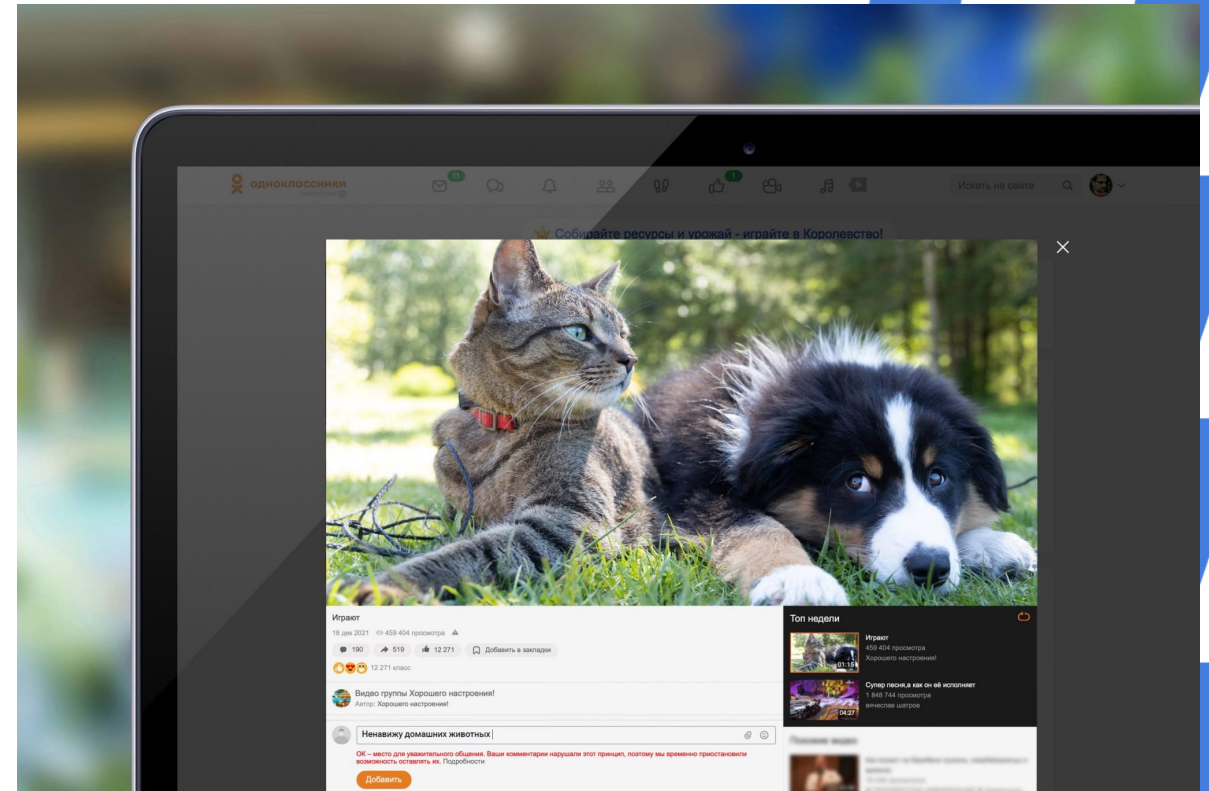 одноклассники
11
1
Искать на сайте
Собирайте ресурсы и урожай - играйте в Королевство!
Играют
18 дек 2021 459 404 просмотра
190 519 12 271 Добавить в закладки
12 271 класс
Видео группы Хорошего настроения!
Автор: Хорошего настроения!
Ненавижу домашних животных
ОК – место для уважительного общения. Ваши комментарии нарушали этот принцип, поэтому мы временно приостановили
возможность оставлять их. Подробности
Добавить
Топ недели
Играют
459 404 просмотра
Хорошего настроения!
01:15
Супер песня,а как он её исполняет
1 848 744 просмотра
вячеслав шатров
04:27
Похожие видео